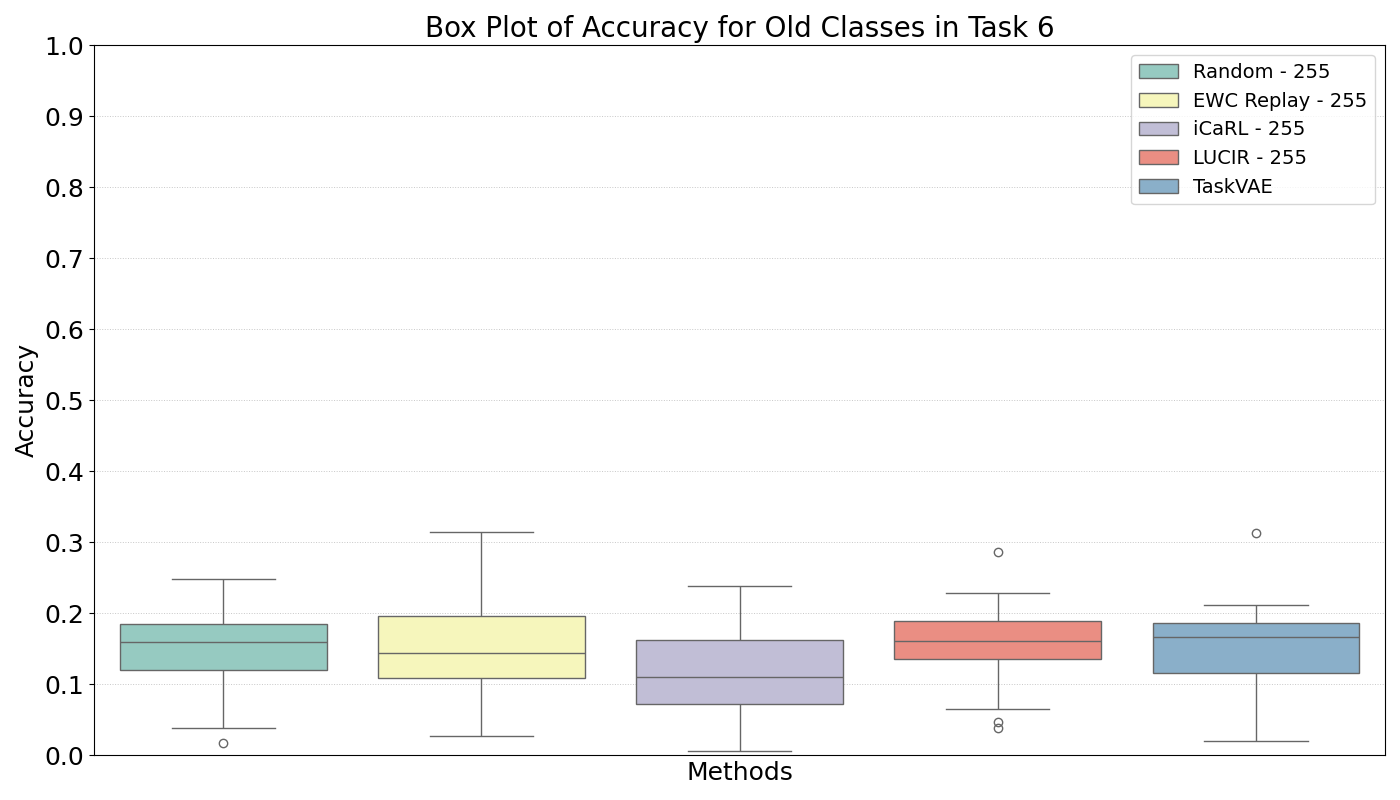 Box Plot of Accuracy for Old Classes in Task 6
1.0
0.9
0.8
0.7
0.6
0.5
0.4
0.3
0.2
0.1
0.0
Accuracy
Methods
Random - 255
EWC Replay - 255
iCaRL - 255
LUCIR - 255
TaskVAE